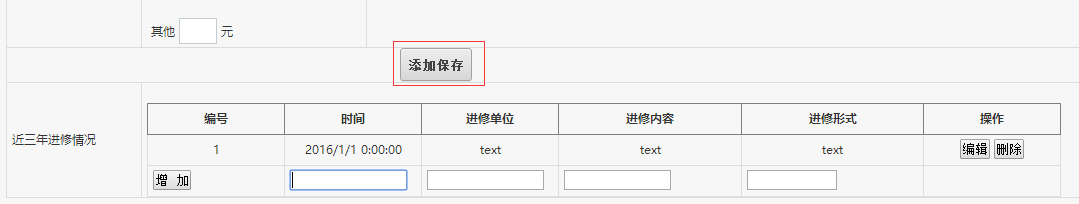 其他 元
添加保存
编号 时间 进修单位 进修内容 进修形式 操作
近三年进修情况
1 2016/1/1 0:00:00 text text text 编辑 删除
增 加